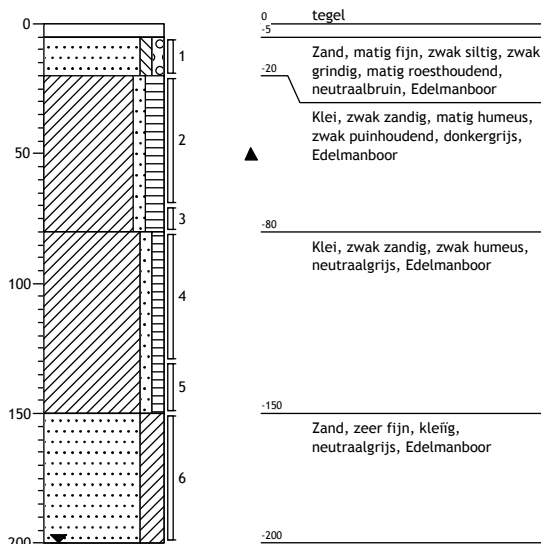 0
50
100
150
200
1
2
3
4
5
6
0
tegel
-5
Zand, matig fijn, zwak siltig, zwak
grindig, matig roesthoudend,
neutraalbruin, Edelmanboor
-20
Klei, zwak zandig, matig humeus,
zwak puinhoudend, donkergrijs,
Edelmanboor
-80
Klei, zwak zandig, zwak humeus,
neutraalgrijs, Edelmanboor
-150
Zand, zeer fijn, kleiïg,
neutraalgrijs, Edelmanboor
-200